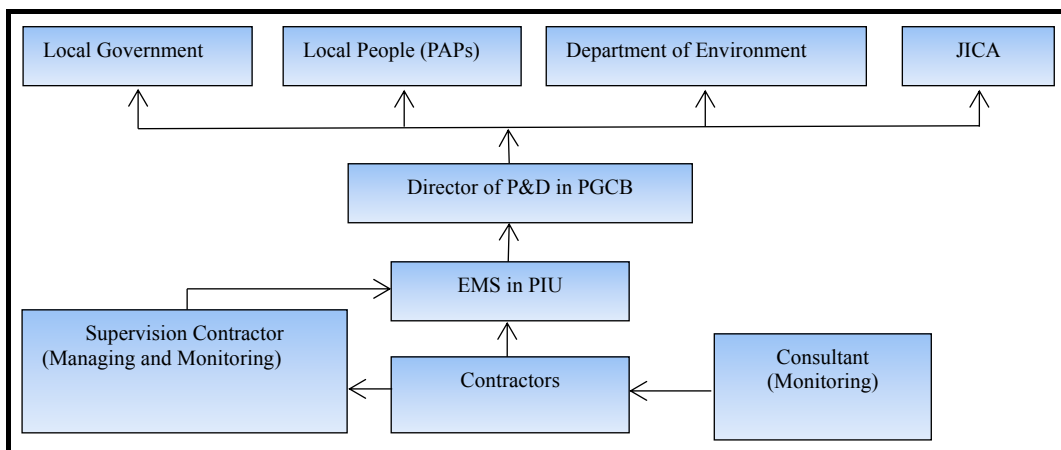 Local Government
Local People (PAPs)
Department of Environment
JICA
Director of P&D in PGCB
EMS in PIU
Supervision Contractor
(Managing and Monitoring)
Contractors
Consultant
(Monitoring)